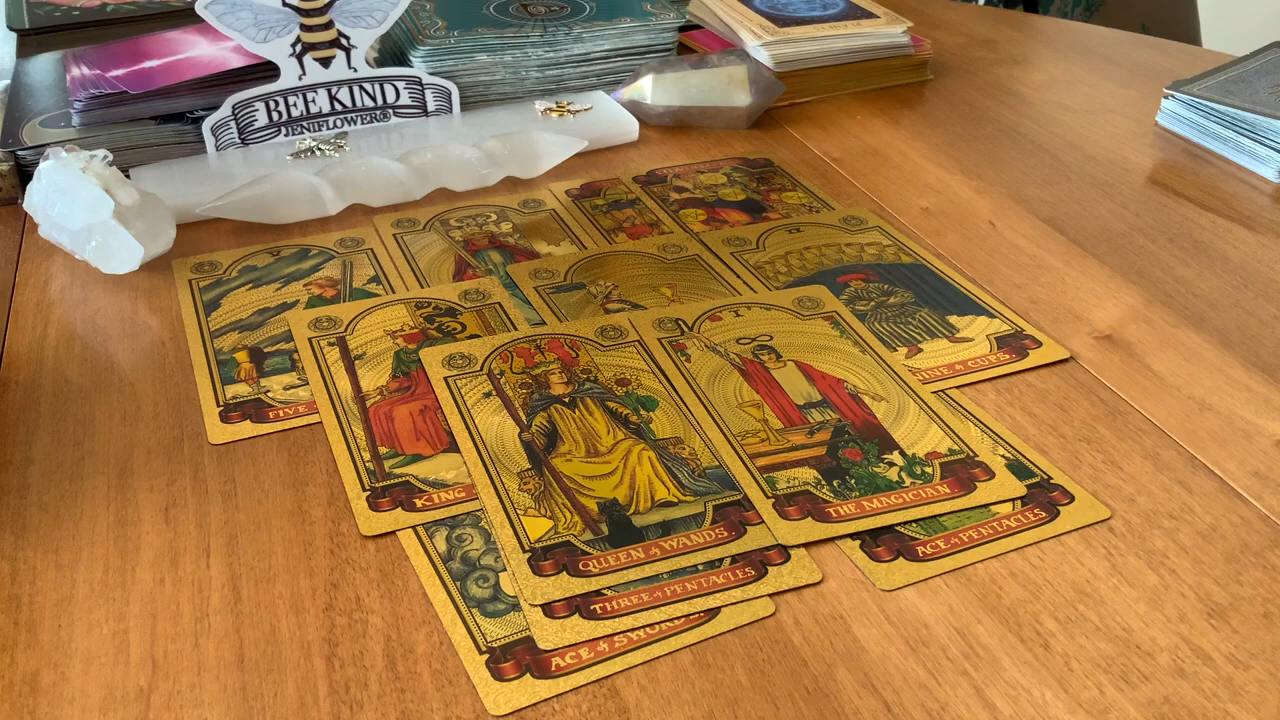 BEE KIND
JENIFLOWER®
V
II
I
FIVE
NINE of CUPS.
KING
THE MAGICIAN.
QUEEN of WANDS.
ACE of PENTACLES.
THREE of PENTACLES.
ACE of SWORDS.